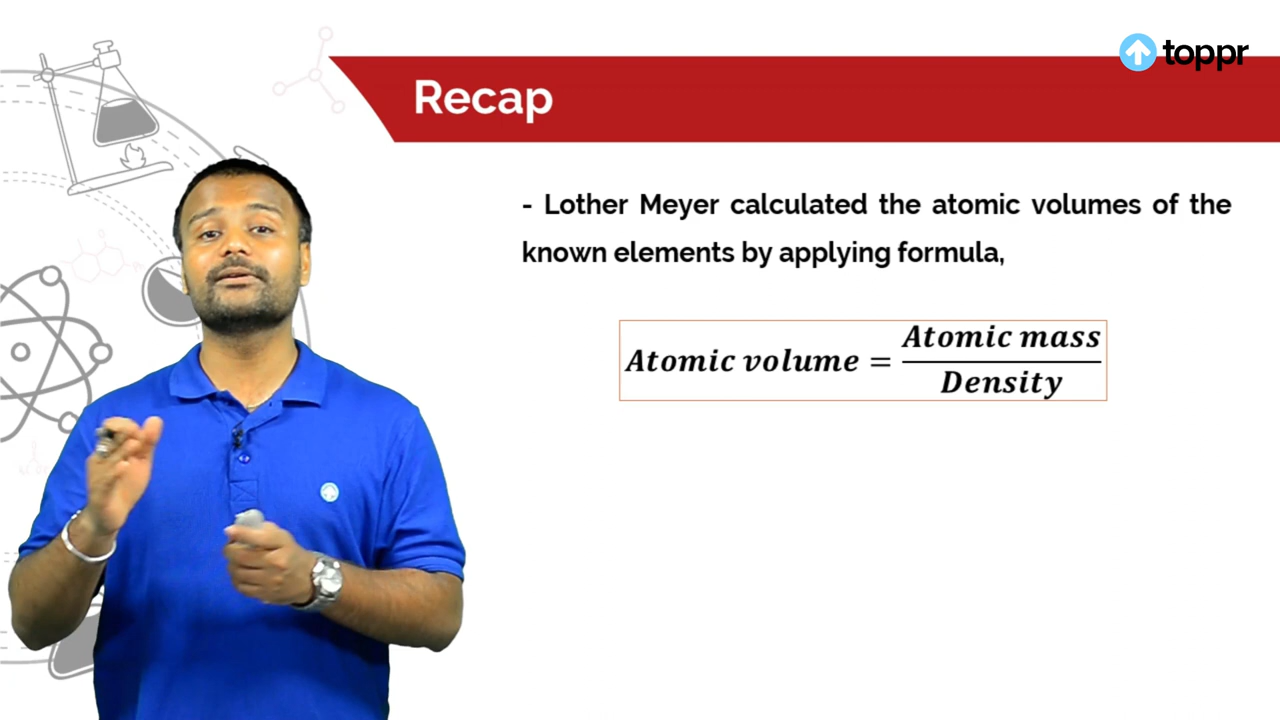 toppr
Recap
- Lother Meyer calculated the atomic volumes of the
known elements by applying formula,
Atomic volume = Atomic mass / Density